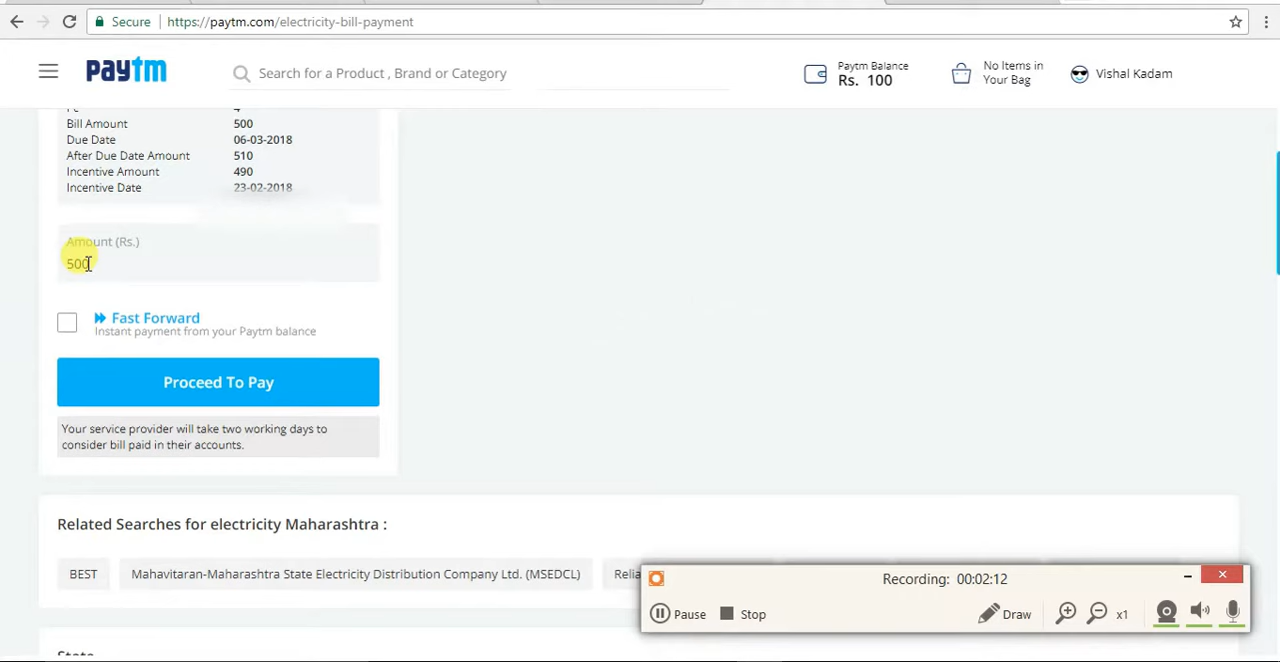 Secure https://paytm.com/electricity-bill-payment
paytm
Search for a Product , Brand or Category
Paytm Balance
Rs. 100
No Items in
Your Bag
Vishal Kadam
Bill Amount 500
Due Date 06-03-2018
After Due Date Amount 510
Incentive Amount 490
Incentive Date 23-02-2018
Amount (Rs.)
500
Fast Forward
Instant payment from your Paytm balance
Proceed To Pay
Your service provider will take two working days to
consider bill paid in their accounts.
Related Searches for electricity Maharashtra :
BEST Mahavitaran-Maharashtra State Electricity Distribution Company Ltd. (MSEDCL)
Recording: 00:02:12
Pause Stop Draw x1